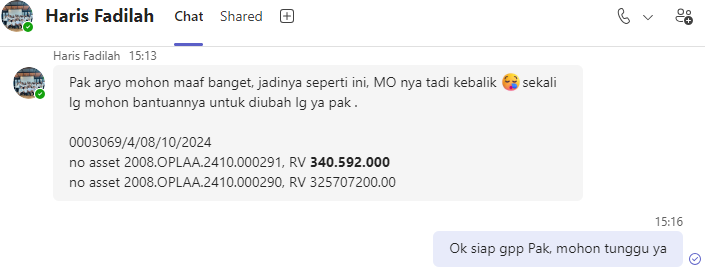 Haris Fadilah Chat Shared
Haris Fadilah 15:13
Pak aryo mohon maaf banget, jadinya seperti ini, MO nya tadi kebalik 🥵 sekali
lg mohon bantuannya untuk diubah lg ya pak .
0003069/4/08/10/2024
no asset 2008.OPLAA.2410.000291, RV 340.592.000
no asset 2008.OPLAA.2410.000290, RV 325707200.00
15:16
Ok siap gpp Pak, mohon tunggu ya